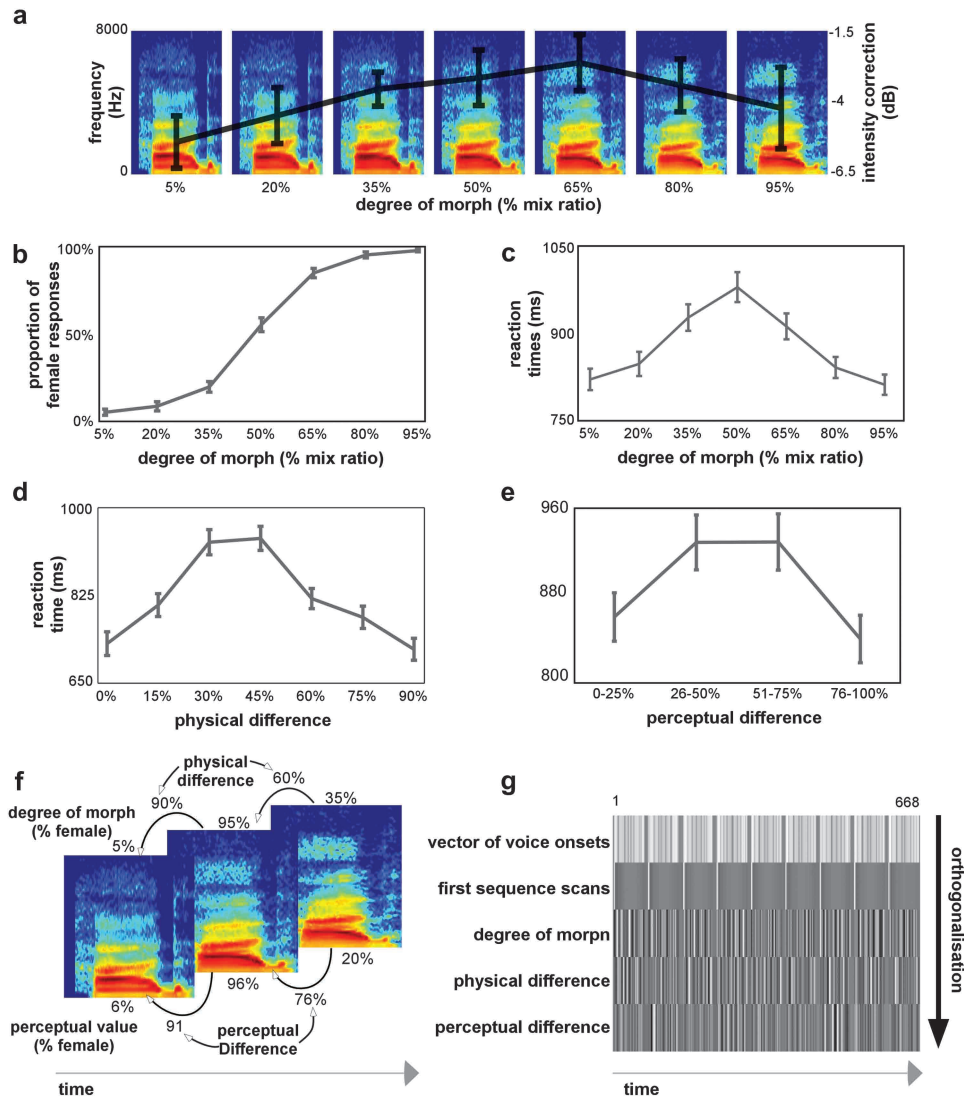 a
8000
frequency
(Hz)
0
-1.5
-4
-6.5
intensity correction
(dB)
5% 20% 35% 50% 65% 80% 95%
degree of morph (% mix ratio)
b
100%
50%
0%
proportion of
female responses
5% 20% 35% 50% 65% 80% 95%
degree of morph (% mix ratio)
c
1050
900
750
reaction
times (ms)
5% 20% 35% 50% 65% 80% 95%
degree of morph (% mix ratio)
d
1000
825
650
reaction
time (ms)
0% 15% 30% 45% 60% 75% 90%
physical difference
e
960
880
800
0-25% 26-50% 51-75% 76-100%
perceptual difference
f
physical
difference
90%
60%
degree of morph
(% female)
5%
95%
35%
6%
96%
20%
91
76%
perceptual value
(% female)
perceptual
Difference
time
g
1 668
vector of voice onsets
first sequence scans
degree of morpn
physical difference
perceptual difference
orthogonalisation
time